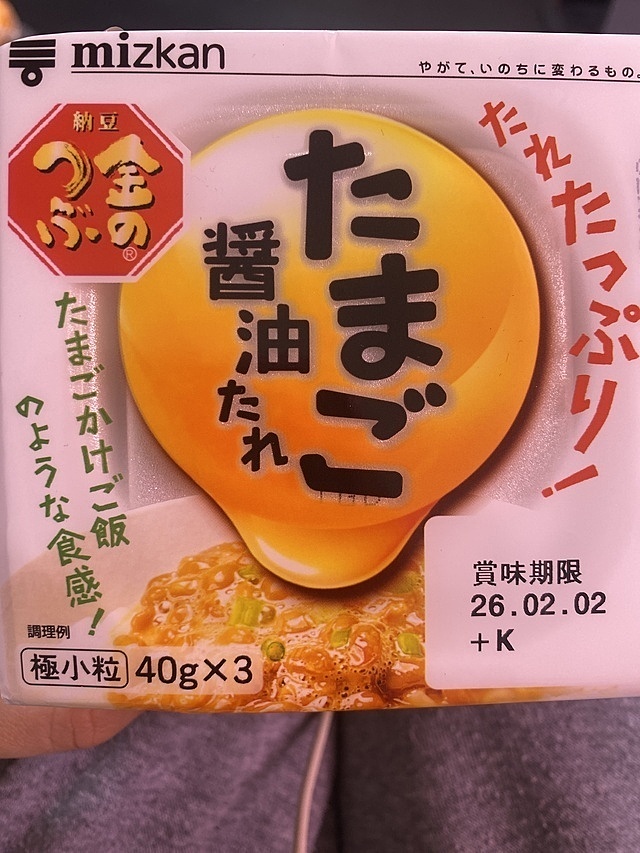 mizkan
やがて、いのちに変わるもの。
納豆
金の
つぶ®
たれたっぷり!
たまご
醤油
たれ
たまごかけご飯
のような食感!
調理例
極小粒 40g×3
賞味期限
26.02.02
+K